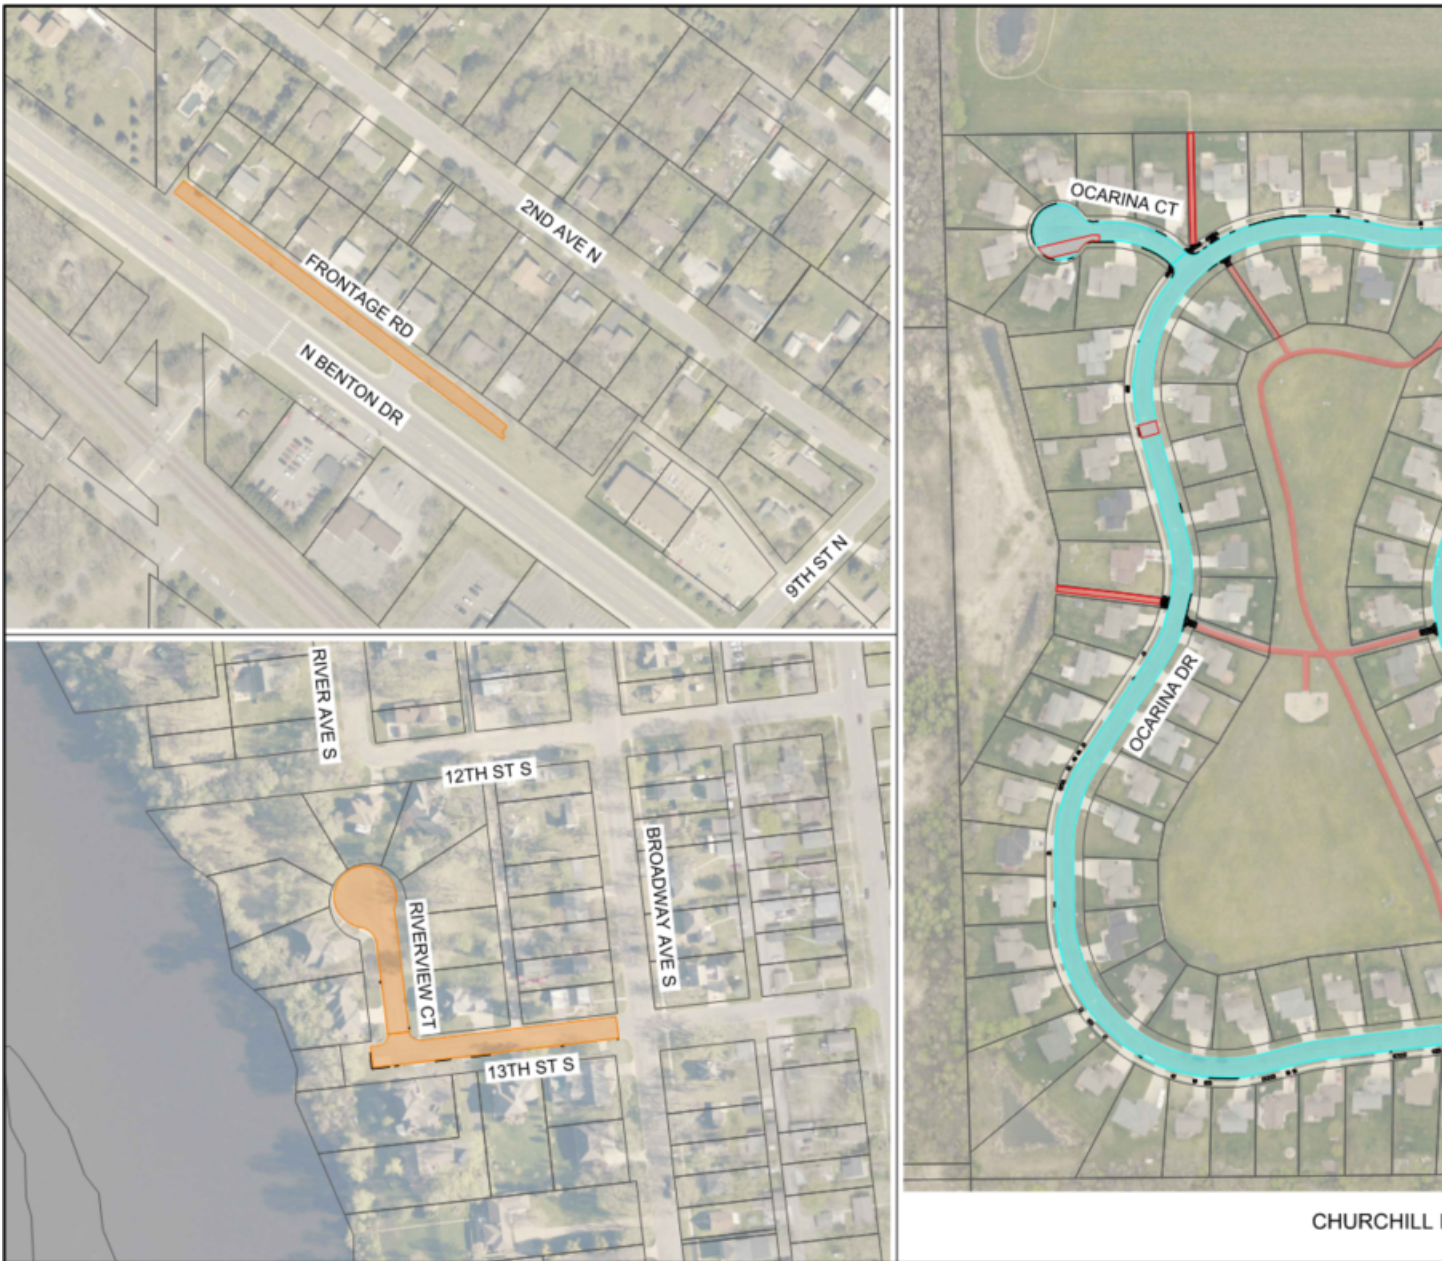 2ND AVE N
FRONTAGE RD
N BENTON DR
9TH ST N
RIVER AVE S
12TH ST S
BROADWAY AVE S
RIVERVIEW CT
13TH ST S
OCARINA CT
OCARINA DR
CHURCHILL